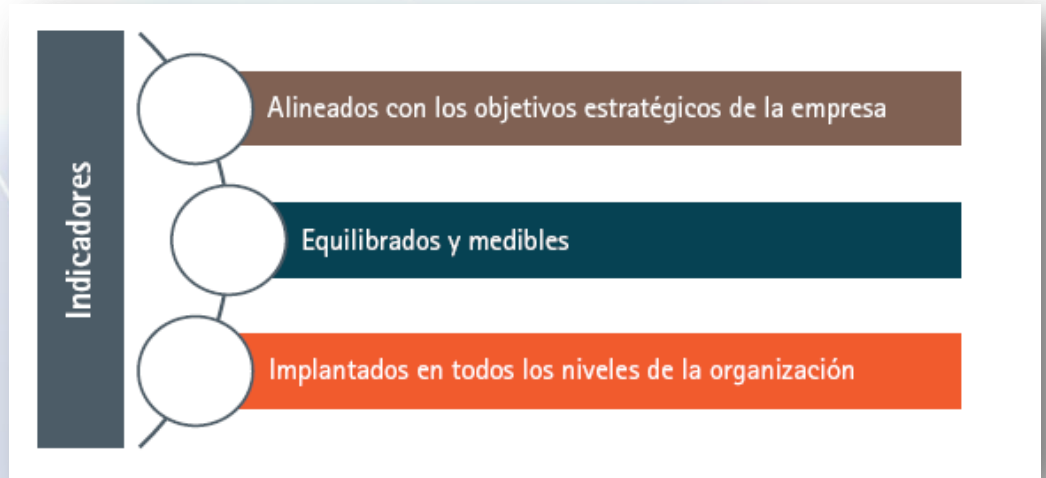 Indicadores
Alineados con los objetivos estratégicos de la empresa
Equilibrados y medibles
Implantados en todos los niveles de la organización